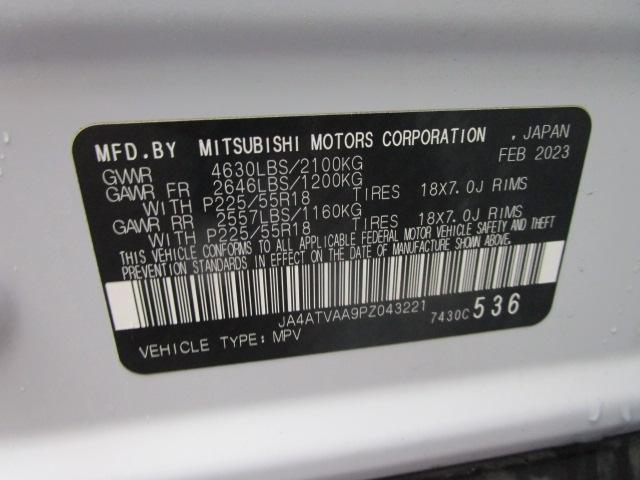 MFD. BY MITSUBISHI MOTORS CORPORATION , JAPAN
GVWR 4630LBS/2100KG FEB 2023
GAWR FR 2646LBS/1200KG
WITH P225/55R18 TIRES 18X7.0J RIMS
GAWR RR 2557LBS/1160KG
WITH P225/55R18 TIRES 18X7.0J RIMS
THIS VEHICLE CONFORMS TO ALL APPLICABLE FEDERAL MOTOR VEHICLE SAFETY, BUMPER, AND THEFT
PREVENTION STANDARDS IN EFFECT ON THE DATE OF MANUFACTURE SHOWN ABOVE.
JA4ATVAA9PZ043221 7430C 536
VEHICLE TYPE: MPV